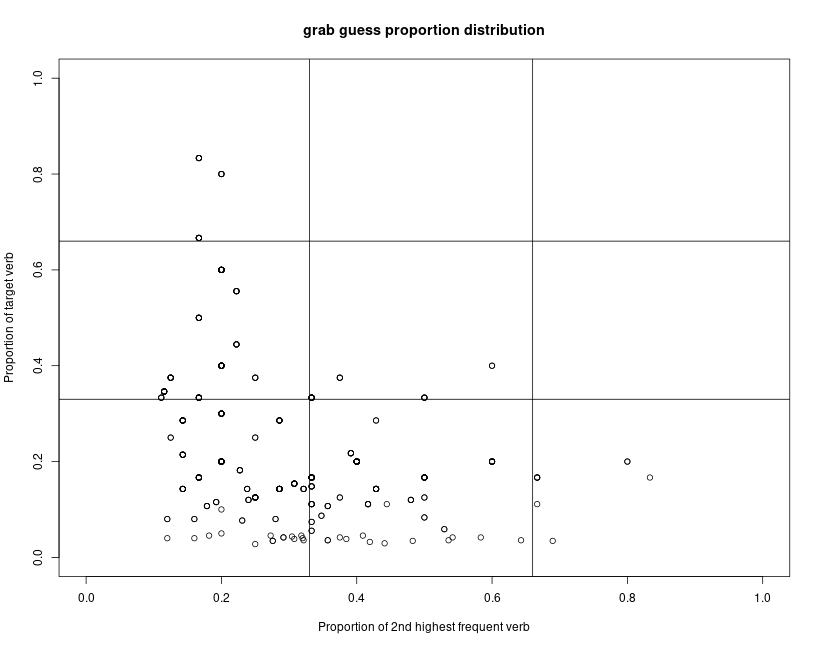 grab guess proportion distribution
Proportion of target verb
1.0
0.8
0.6
0.4
0.2
0.0
0.0 0.2 0.4 0.6 0.8 1.0
Proportion of 2nd highest frequent verb